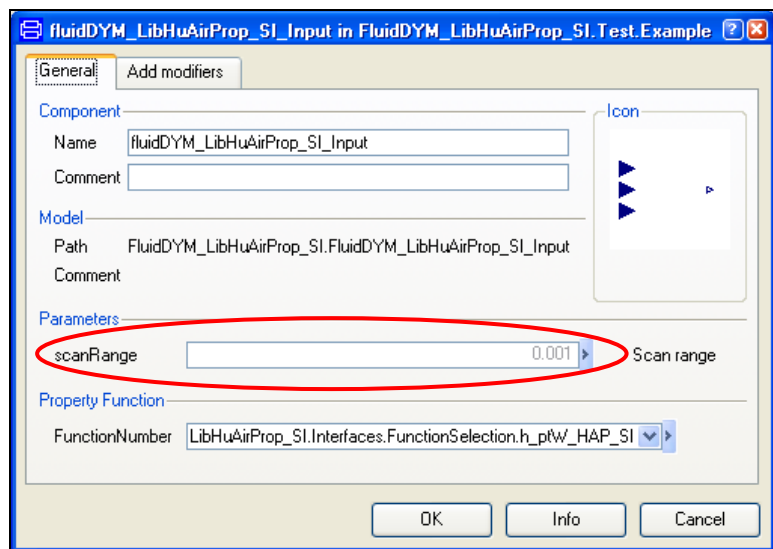 fluidDYM_LibHuAirProp_SI_Input in FluidDYM_LibHuAirProp_SI.Test.Example
General Add modifiers
Component Icon
Name fluidDYM_LibHuAirProp_SI_Input
Comment
Model
Path FluidDYM_LibHuAirProp_SI.FluidDYM_LibHuAirProp_SI_Input
Comment
Parameters
scanRange 0.001 Scan range
Property Function
FunctionNumber LibHuAirProp_SI.Interfaces.FunctionSelection.h_ptW_HAP_SI
OK Info Cancel